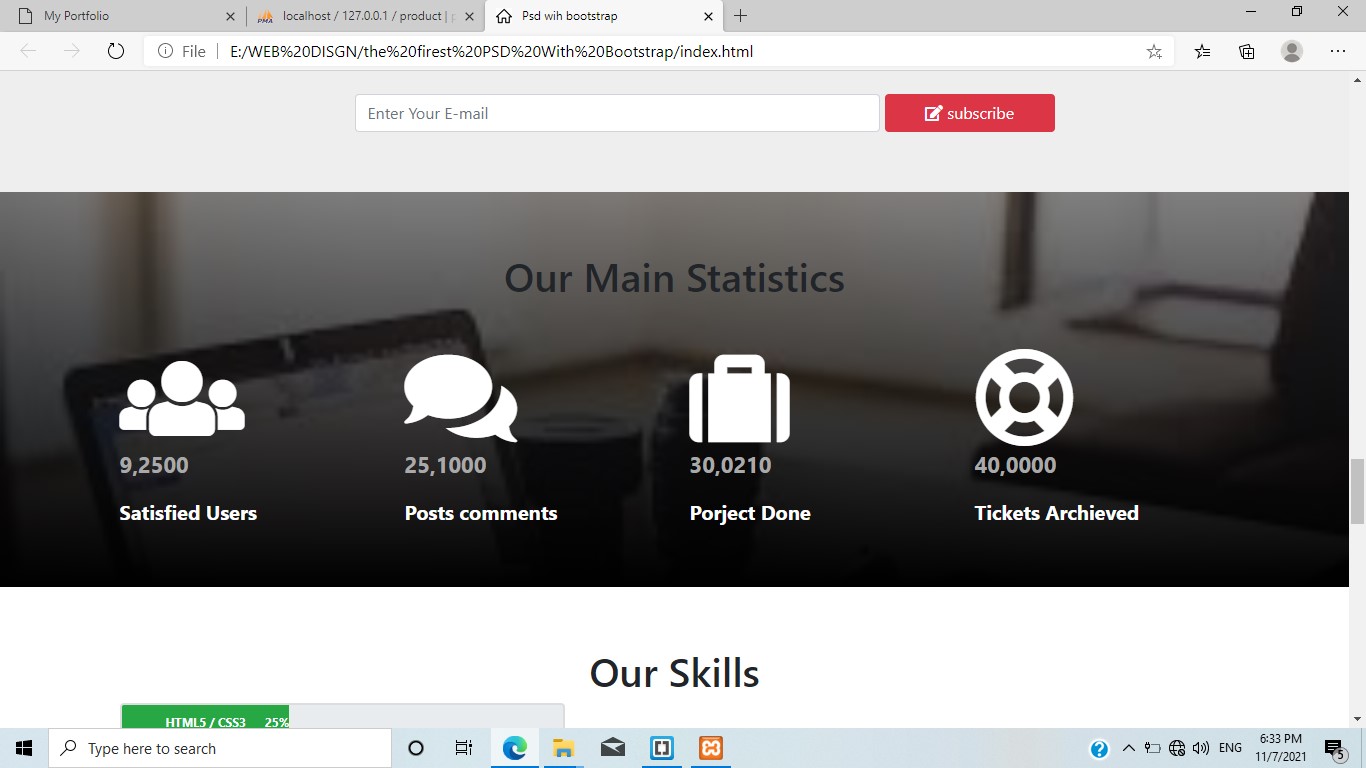 My Portfolio
localhost / 127.0.0.1 / product | p
Psd wih bootstrap
File
E:/WEB%20DISGN/the%20firest%20PSD%20With%20Bootstrap/index.html
Enter Your E-mail
subscribe
Our Main Statistics
9,2500 25,1000 30,0210 40,0000
Satisfied Users Posts comments Porject Done Tickets Archieved
Our Skills
HTML5 / CSS3 25%
Type here to search
ENG
6:33 PM
11/7/2021
5